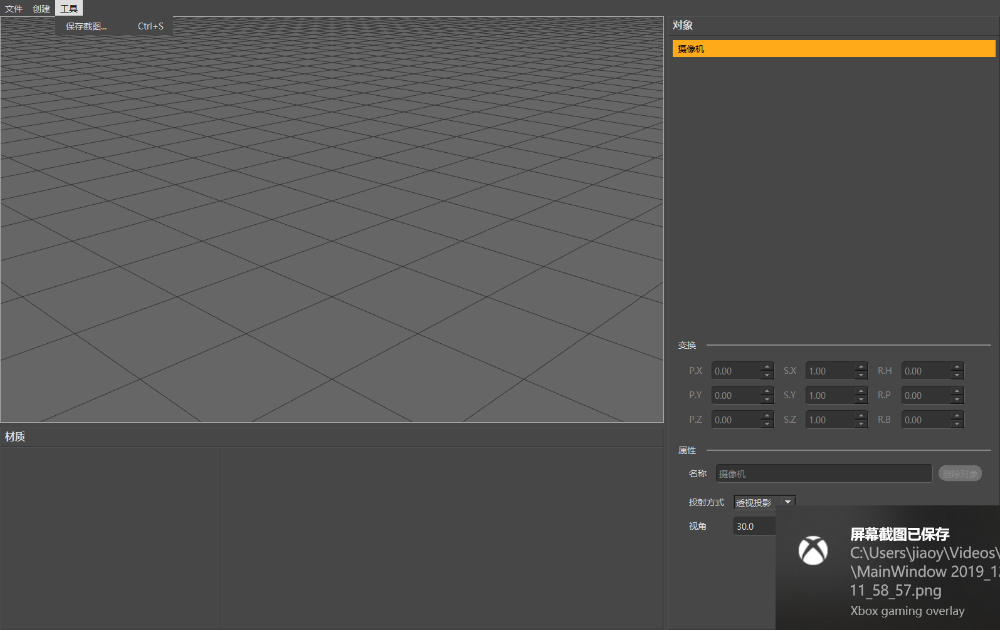 文件 创建 工具
保存截图... Ctrl+S
对象
摄像机
变换
P.X 0.00 S.X 1.00 R.H 0.00
P.Y 0.00 S.Y 1.00 R.P 0.00
P.Z 0.00 S.Z 1.00 R.B 0.00
属性
名称 摄像机 删除对象
投射方式 透视投影
视角 30.0
材质
屏幕截图已保存
C:\Users\jiaoy\Videos\
\MainWindow 2019_12
11_58_57.png
Xbox gaming overlay